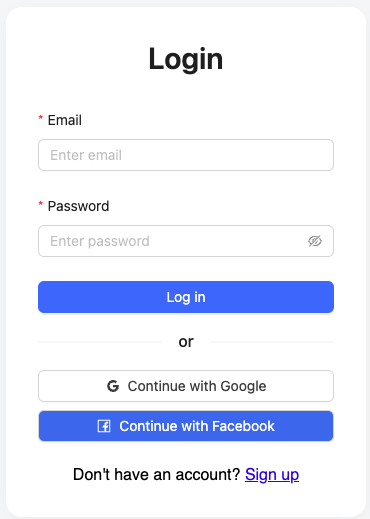 Login
* Email
Enter email
* Password
Enter password
Log in
or
Continue with Google
Continue with Facebook
Don't have an account? Sign up